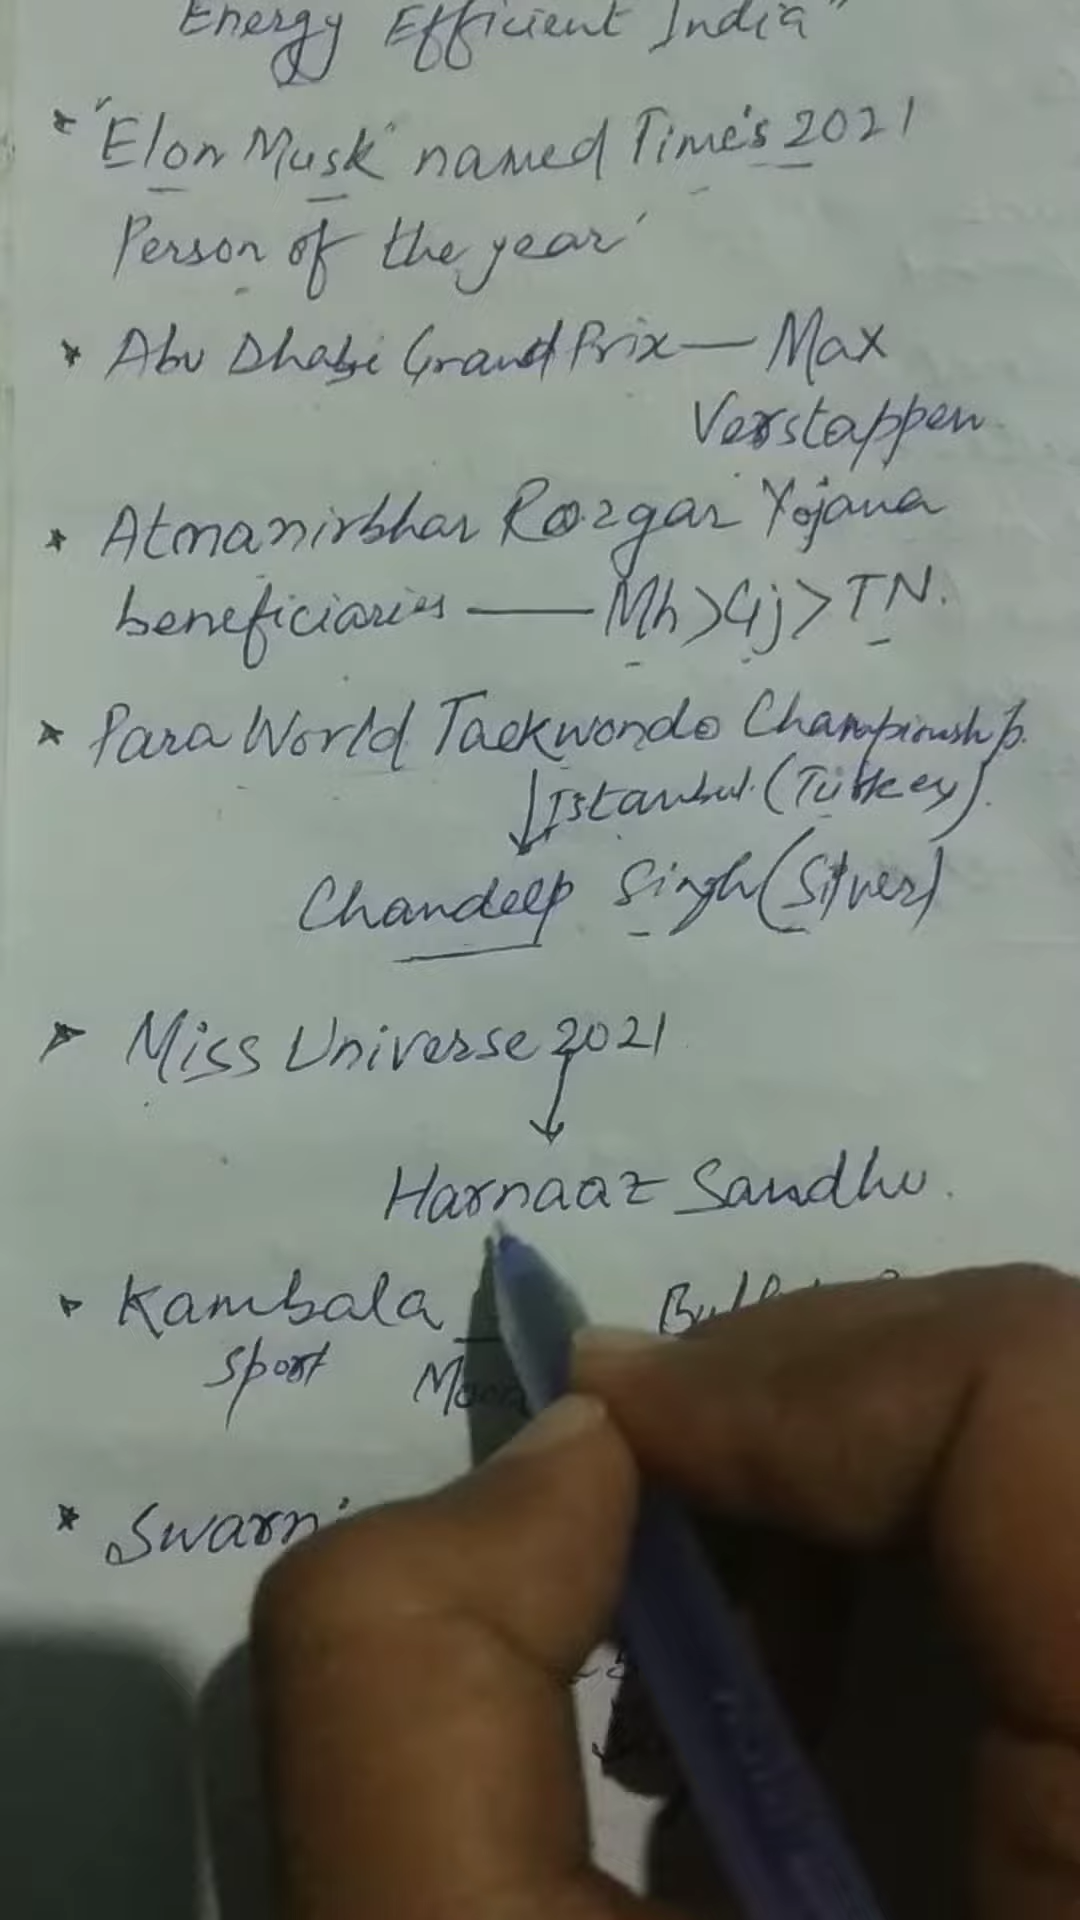 Energy Efficient India"
* "Elon Musk" named Time's 2021
Person of the year'
* Abu Dhabi Grand Prix — Max
Verstappen
* Atmanirbhar Rozgar Yojana
beneficiaries — Mh>Gj>TN.
* Para World Taekwondo Championship.
↓ Istanbul. (Turkey).
Chandeep Singh (Silver)
Miss Universe 2021
↓
Harnaaz Sandhu.
Kambala
sport
*